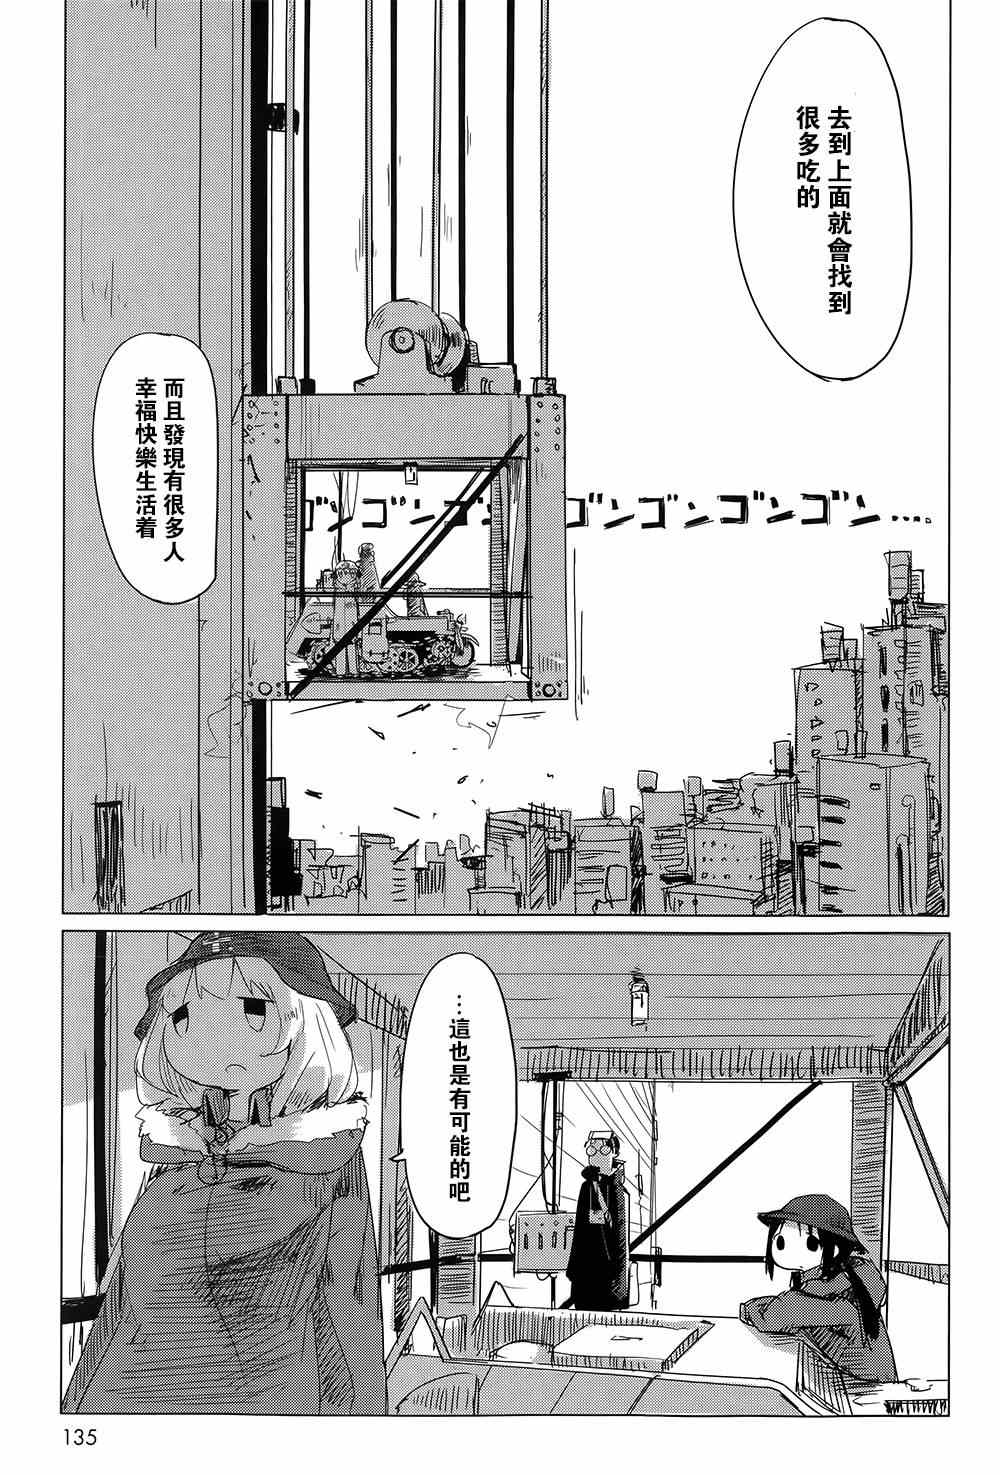 去到上面就會找到
很多吃的
而且發現有很多人
幸福快樂生活着
ゴンゴンゴンゴンゴンゴンゴン….
…這也是有可能的吧
135